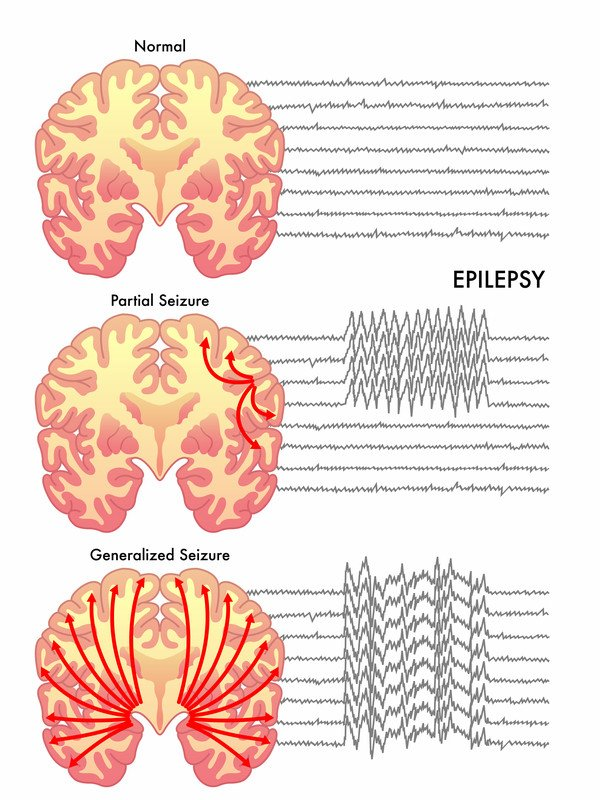 Normal
EPILEPSY
Partial Seizure
Generalized Seizure